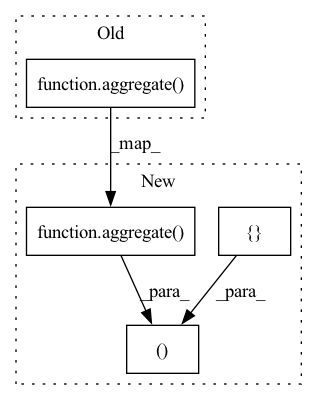 Old
function.aggregate()
_map_
New
function.aggregate()
{}
_para_
_para_
()